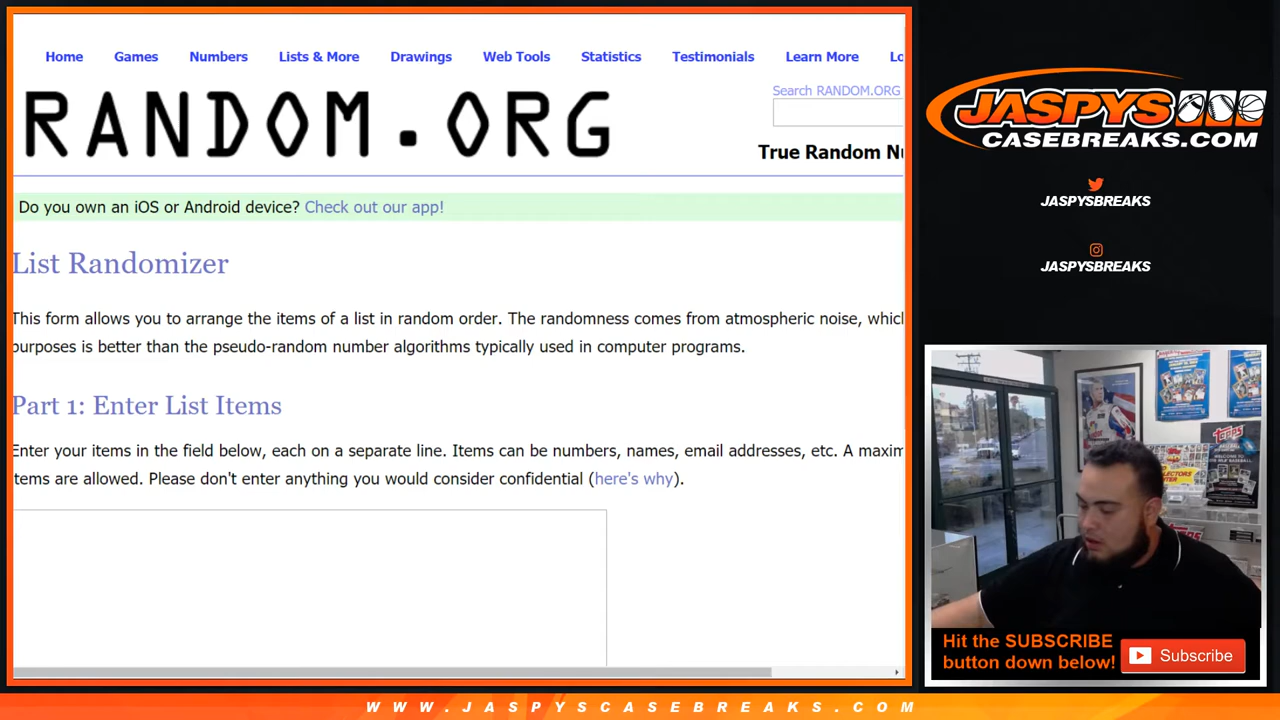 Home Games Numbers Lists & More Drawings Web Tools Statistics Testimonials Learn More Lo
Search RANDOM.ORG
RANDOM.ORG
True Random Nu
Do you own an iOS or Android device? Check out our app!
List Randomizer
This form allows you to arrange the items of a list in random order. The randomness comes from atmospheric noise, which
purposes is better than the pseudo-random number algorithms typically used in computer programs.
Part 1: Enter List Items
Enter your items in the field below, each on a separate line. Items can be numbers, names, email addresses, etc. A maxim
items are allowed. Please don't enter anything you would consider confidential (here's why).
JASPYS
CASEBREAKS.COM
JASPYSBREAKS
JASPYSBREAKS
topps
Hit the SUBSCRIBE
button down below!
Subscribe
WWW.JASPYSCASEBREAKS.COM